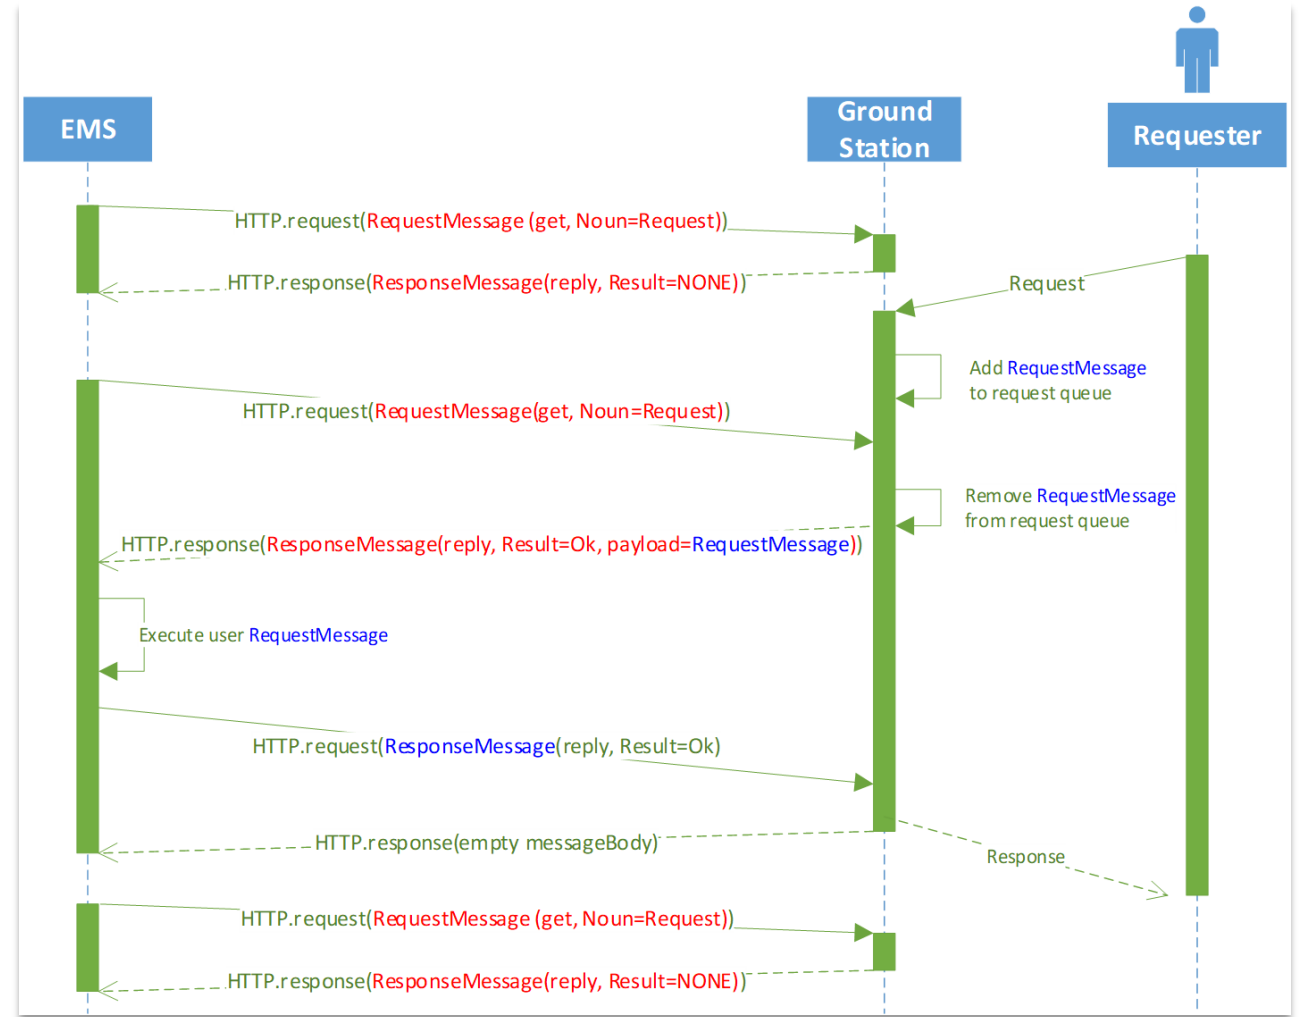 EMS
Ground
Station
Requester
HTTP.request(RequestMessage (get, Noun=Request))
HTTP.response(ResponseMessage(reply, Result=NONE))
Request
Add RequestMessage
to request queue
HTTP.request(RequestMessage(get, Noun=Request))
Remove RequestMessage
from request queue
HTTP.response(ResponseMessage(reply, Result=Ok, payload=RequestMessage))
Execute user RequestMessage
HTTP.request(ResponseMessage(reply, Result=Ok)
HTTP.response(empty messageBody)
Response
HTTP.request(RequestMessage (get, Noun=Request))
HTTP.response(ResponseMessage(reply, Result=NONE))